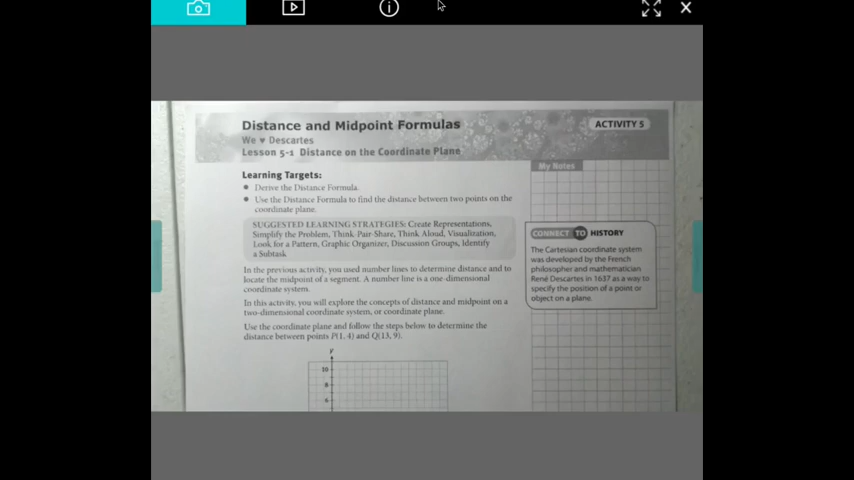 Distance and Midpoint Formulas
ACTIVITY 5
We ♥ Descartes
Lesson 5-1 Distance on the Coordinate Plane
My Notes
Learning Targets:
● Derive the Distance Formula.
● Use the Distance Formula to find the distance between two points on the
coordinate plane.
SUGGESTED LEARNING STRATEGIES: Create Representations,
Simplify the Problem, Think-Pair-Share, Think Aloud, Visualization,
Look for a Pattern, Graphic Organizer, Discussion Groups, Identify
a Subtask
CONNECT TO HISTORY
The Cartesian coordinate system
was developed by the French
philosopher and mathematician
René Descartes in 1637 as a way to
specify the position of a point or
object on a plane.
In the previous activity, you used number lines to determine distance and to
locate the midpoint of a segment. A number line is a one-dimensional
coordinate system.
In this activity, you will explore the concepts of distance and midpoint on a
two-dimensional coordinate system, or coordinate plane.
Use the coordinate plane and follow the steps below to determine the
distance between points P(1, 4) and Q(13, 9).
y
10
8
6